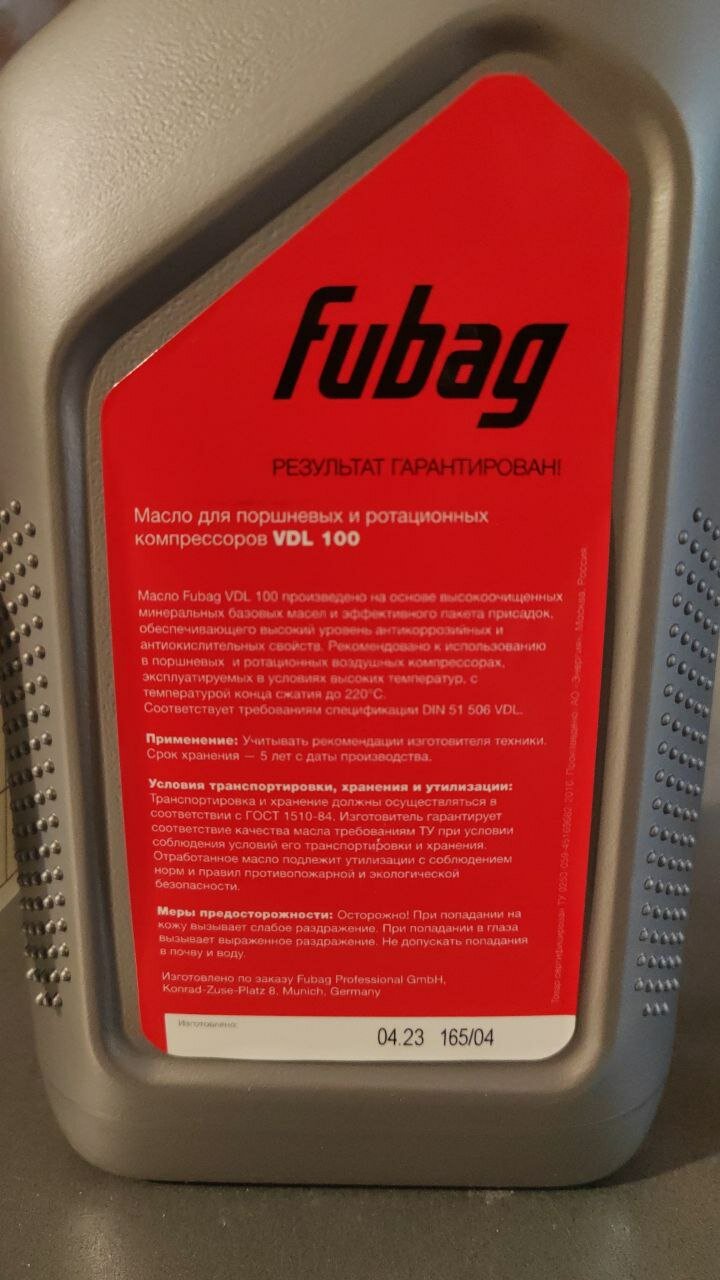 fubag
РЕЗУЛЬТАТ ГАРАНТИРОВАН!
Масло для поршневых и ротационных
компрессоров VDL 100
Масло Fubag VDL 100 произведено на основе высокоочищенных
минеральных базовых масел и эффективного пакета присадок,
обеспечивающего высокий уровень антикоррозийных и
антиокислительных свойств. Рекомендовано к использованию
в поршневых и ротационных воздушных компрессорах,
эксплуатируемых в условиях высоких температур, с
температурой конца сжатия до 220°С.
Соответствует требованиям спецификации DIN 51 506 VDL.
Применение: Учитывать рекомендации изготовителя техники.
Срок хранения — 5 лет с даты производства.
Условия транспортировки, хранения и утилизации:
Транспортировка и хранение должны осуществляться в
соответствии с ГОСТ 1510-84. Изготовитель гарантирует
соответствие качества масла требованиям ТУ при условии
соблюдения условий его транспортировки и хранения.
Отработанное масло подлежит утилизации с соблюдением
норм и правил противопожарной и экологической
безопасности.
Меры предосторожности: Осторожно! При попадании на
кожу вызывает слабое раздражение. При попадании в глаза
вызывает выраженное раздражение. Не допускать попадания
в почву и воду.
Изготовлено по заказу Fubag Professional GmbH,
Konrad-Zuse-Platz 8, Munich, Germany
Изготовлено:
04.23 165/04
Товар сертифицирован. ТУ Произведено: АО Москва, Россия.